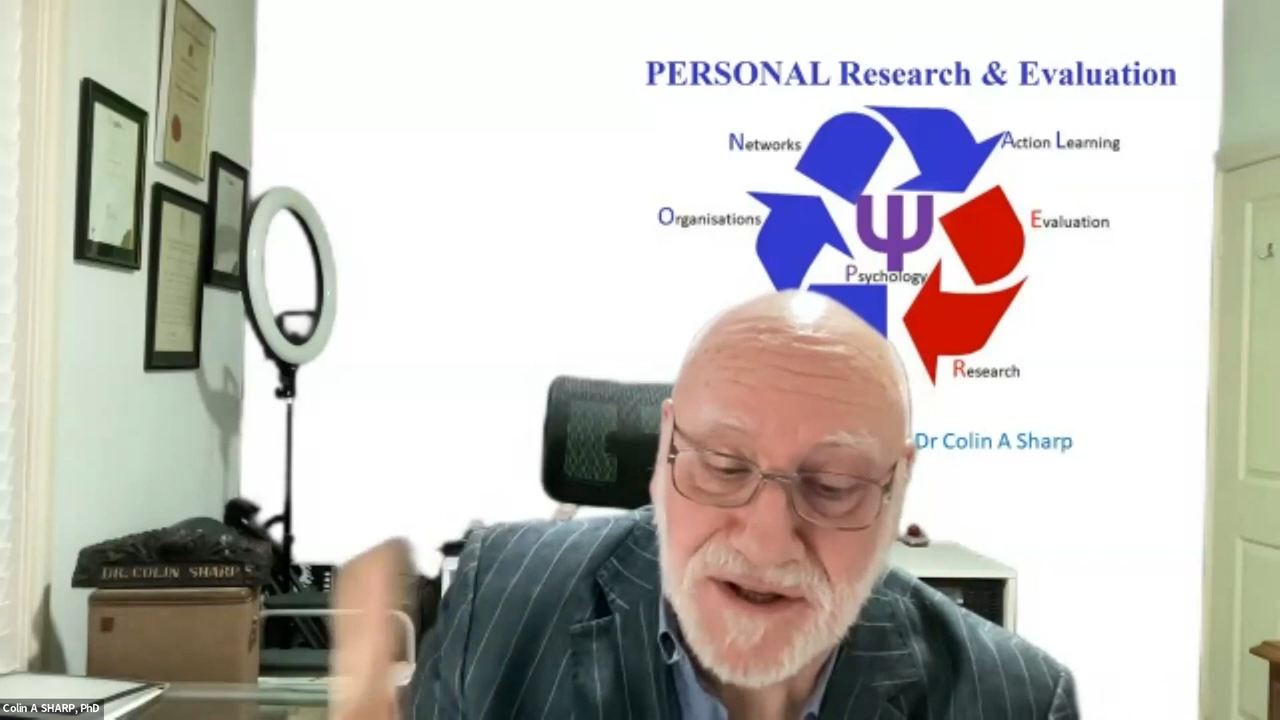 PERSONAL Research & Evaluation
Networks
Action Learning
Organisations
Evaluation
Ψ
Psychology
Research
Dr Colin A Sharp
DR. COLIN SHARP
Colin A SHARP, PhD